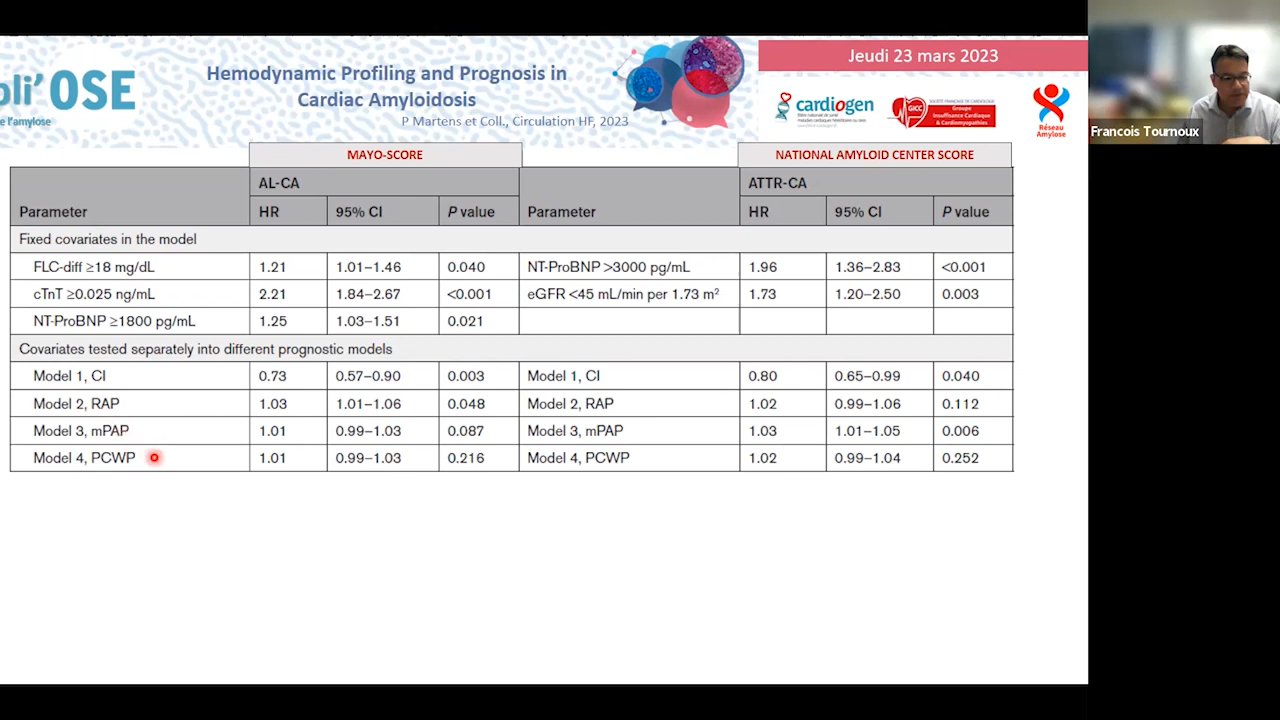 oli'OSE
e l'amylose
Hemodynamic Profiling and Prognosis in
Cardiac Amyloidosis
P Martens et Coll., Circulation HF, 2023
Jeudi 23 mars 2023
cardiogen
GICC
SOCIÉTÉ FRANÇAISE DE CARDIOLOGIE
Groupe
Insuffisance Cardiaque
& Cardiomyopathies
Réseau
Amylose
Francois Tournoux
MAYO-SCORE NATIONAL AMYLOID CENTER SCORE
AL-CA ATTR-CA
Parameter HR 95% CI P value Parameter HR 95% CI P value
Fixed covariates in the model
FLC-diff ≥18 mg/dL 1.21 1.01–1.46 0.040 NT-ProBNP >3000 pg/mL 1.96 1.36–2.83 <0.001
cTnT ≥0.025 ng/mL 2.21 1.84–2.67 <0.001 eGFR <45 mL/min per 1.73 m² 1.73 1.20–2.50 0.003
NT-ProBNP ≥1800 pg/mL 1.25 1.03–1.51 0.021
Covariates tested separately into different prognostic models
Model 1, CI 0.73 0.57–0.90 0.003 Model 1, CI 0.80 0.65–0.99 0.040
Model 2, RAP 1.03 1.01–1.06 0.048 Model 2, RAP 1.02 0.99–1.06 0.112
Model 3, mPAP 1.01 0.99–1.03 0.087 Model 3, mPAP 1.03 1.01–1.05 0.006
Model 4, PCWP 1.01 0.99–1.03 0.216 Model 4, PCWP 1.02 0.99–1.04 0.252